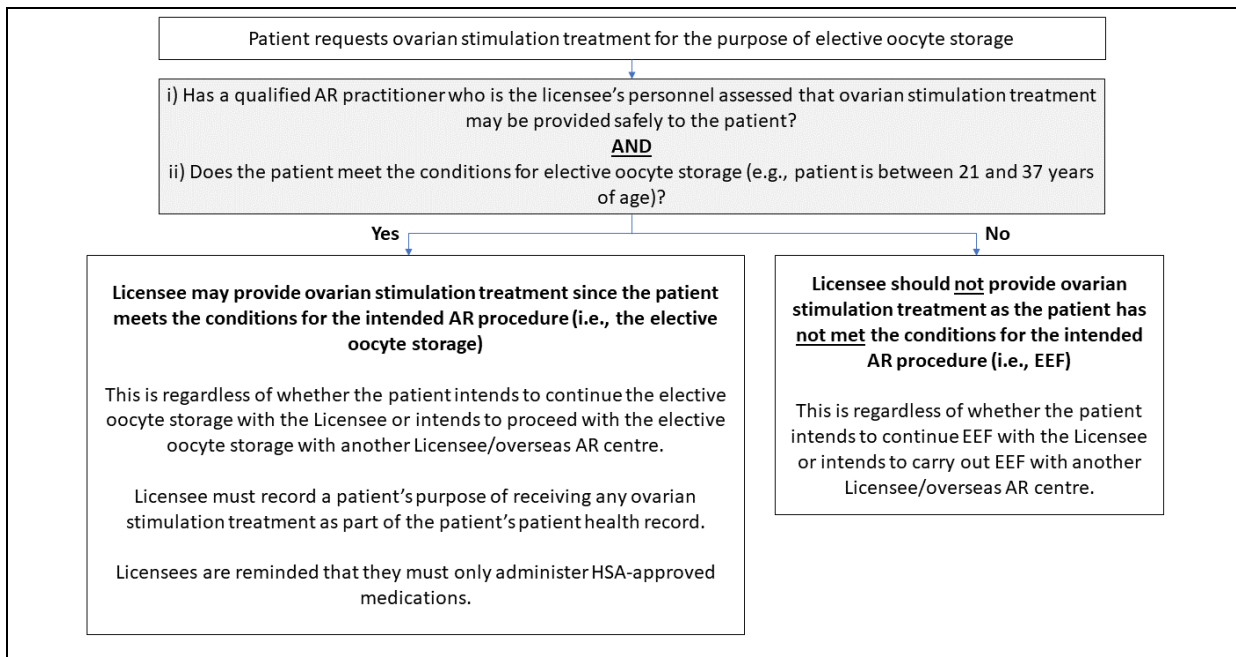 Patient requests ovarian stimulation treatment for the purpose of elective oocyte storage
i) Has a qualified AR practitioner who is the licensee’s personnel assessed that ovarian stimulation treatment
may be provided safely to the patient?
AND
ii) Does the patient meet the conditions for elective oocyte storage (e.g., patient is between 21 and 37 years
of age)?
Yes
No
Licensee may provide ovarian stimulation treatment since the patient
meets the conditions for the intended AR procedure (i.e., the elective
oocyte storage)
This is regardless of whether the patient intends to continue the elective
oocyte storage with the Licensee or intends to proceed with the elective
oocyte storage with another Licensee/overseas AR centre.
Licensee must record a patient’s purpose of receiving any ovarian
stimulation treatment as part of the patient’s patient health record.
Licensees are reminded that they must only administer HSA-approved
medications.
Licensee should not provide ovarian
stimulation treatment as the patient has
not met the conditions for the intended
AR procedure (i.e., EEF)
This is regardless of whether the patient
intends to continue EEF with the Licensee
or intends to carry out EEF with another
Licensee/overseas AR centre.